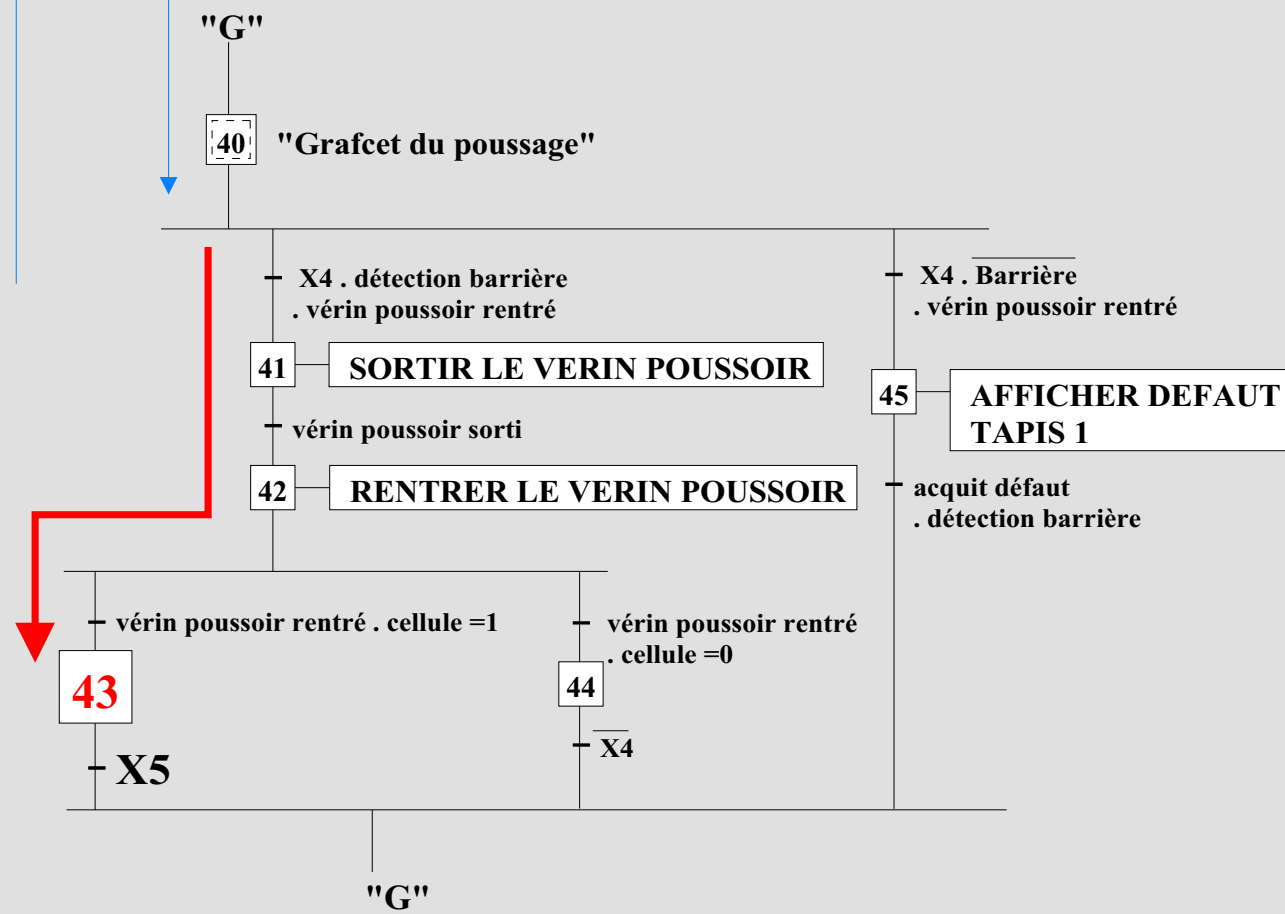 "G"
40
"Grafcet du poussage"
X4 . détection barrière
. vérin poussoir rentré
X4 . B̅a̅r̅r̅i̅è̅r̅e̅
. vérin poussoir rentré
41
SORTIR LE VERIN POUSSOIR
45
AFFICHER DEFAUT
TAPIS 1
vérin poussoir sorti
42
RENTRER LE VERIN POUSSOIR
acquit défaut
. détection barrière
vérin poussoir rentré . cellule =1
vérin poussoir rentré
. cellule =0
43
44
X̅4̅
X5
"G"